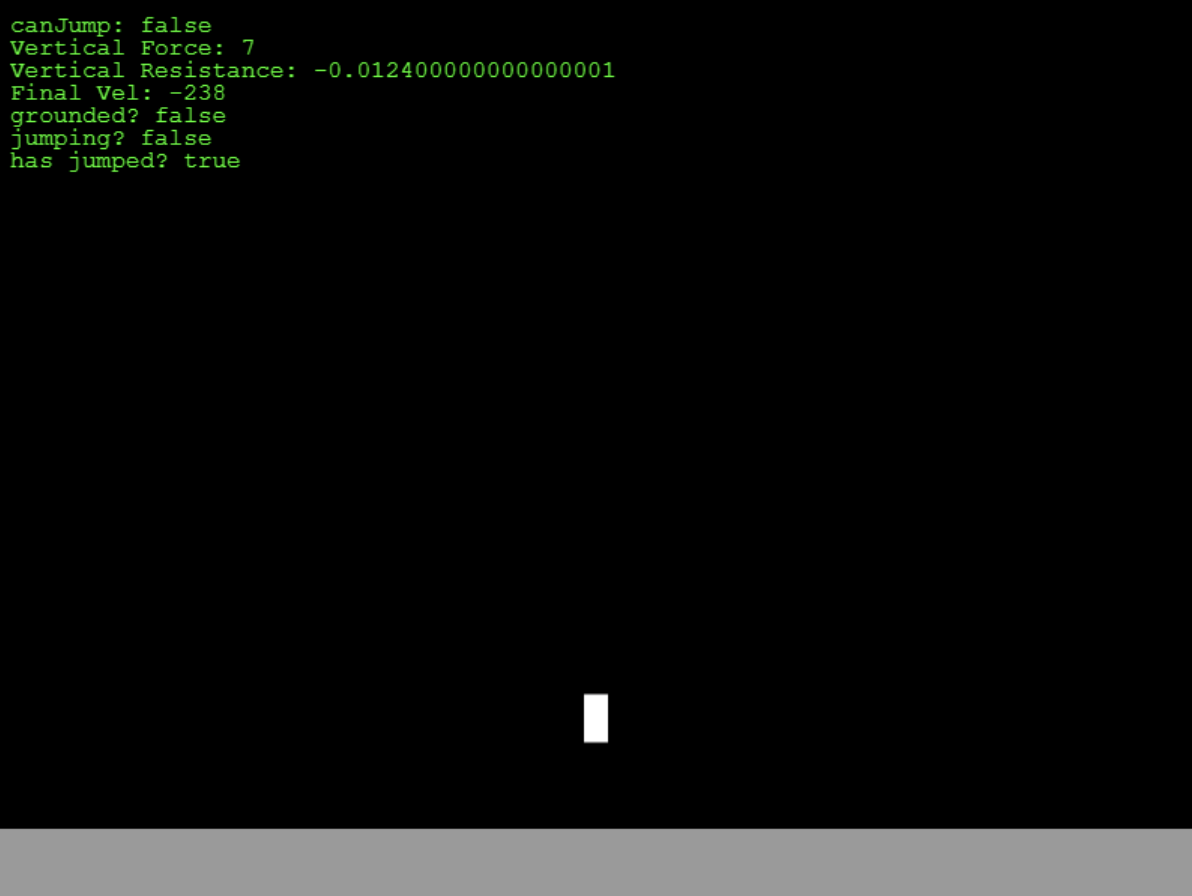 canJump: false
Vertical Force: 7
Vertical Resistance: -0.012400000000000001
Final Vel: -238
grounded? false
jumping? false
has jumped? true